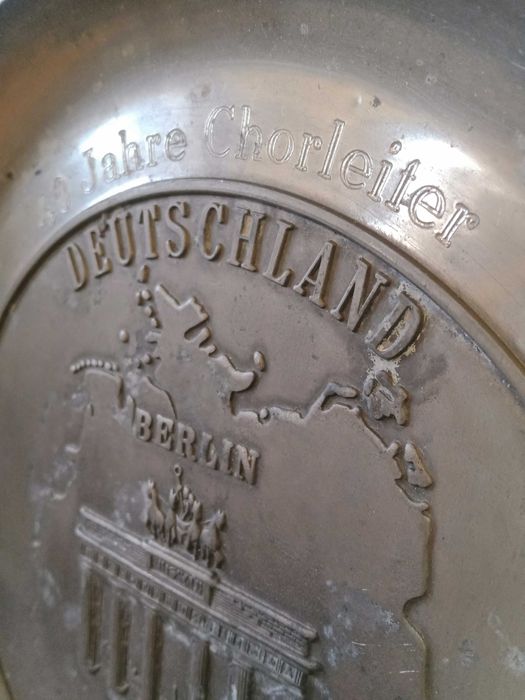 Jahre Chorleiter
DEUTSCHLAND
BERLIN